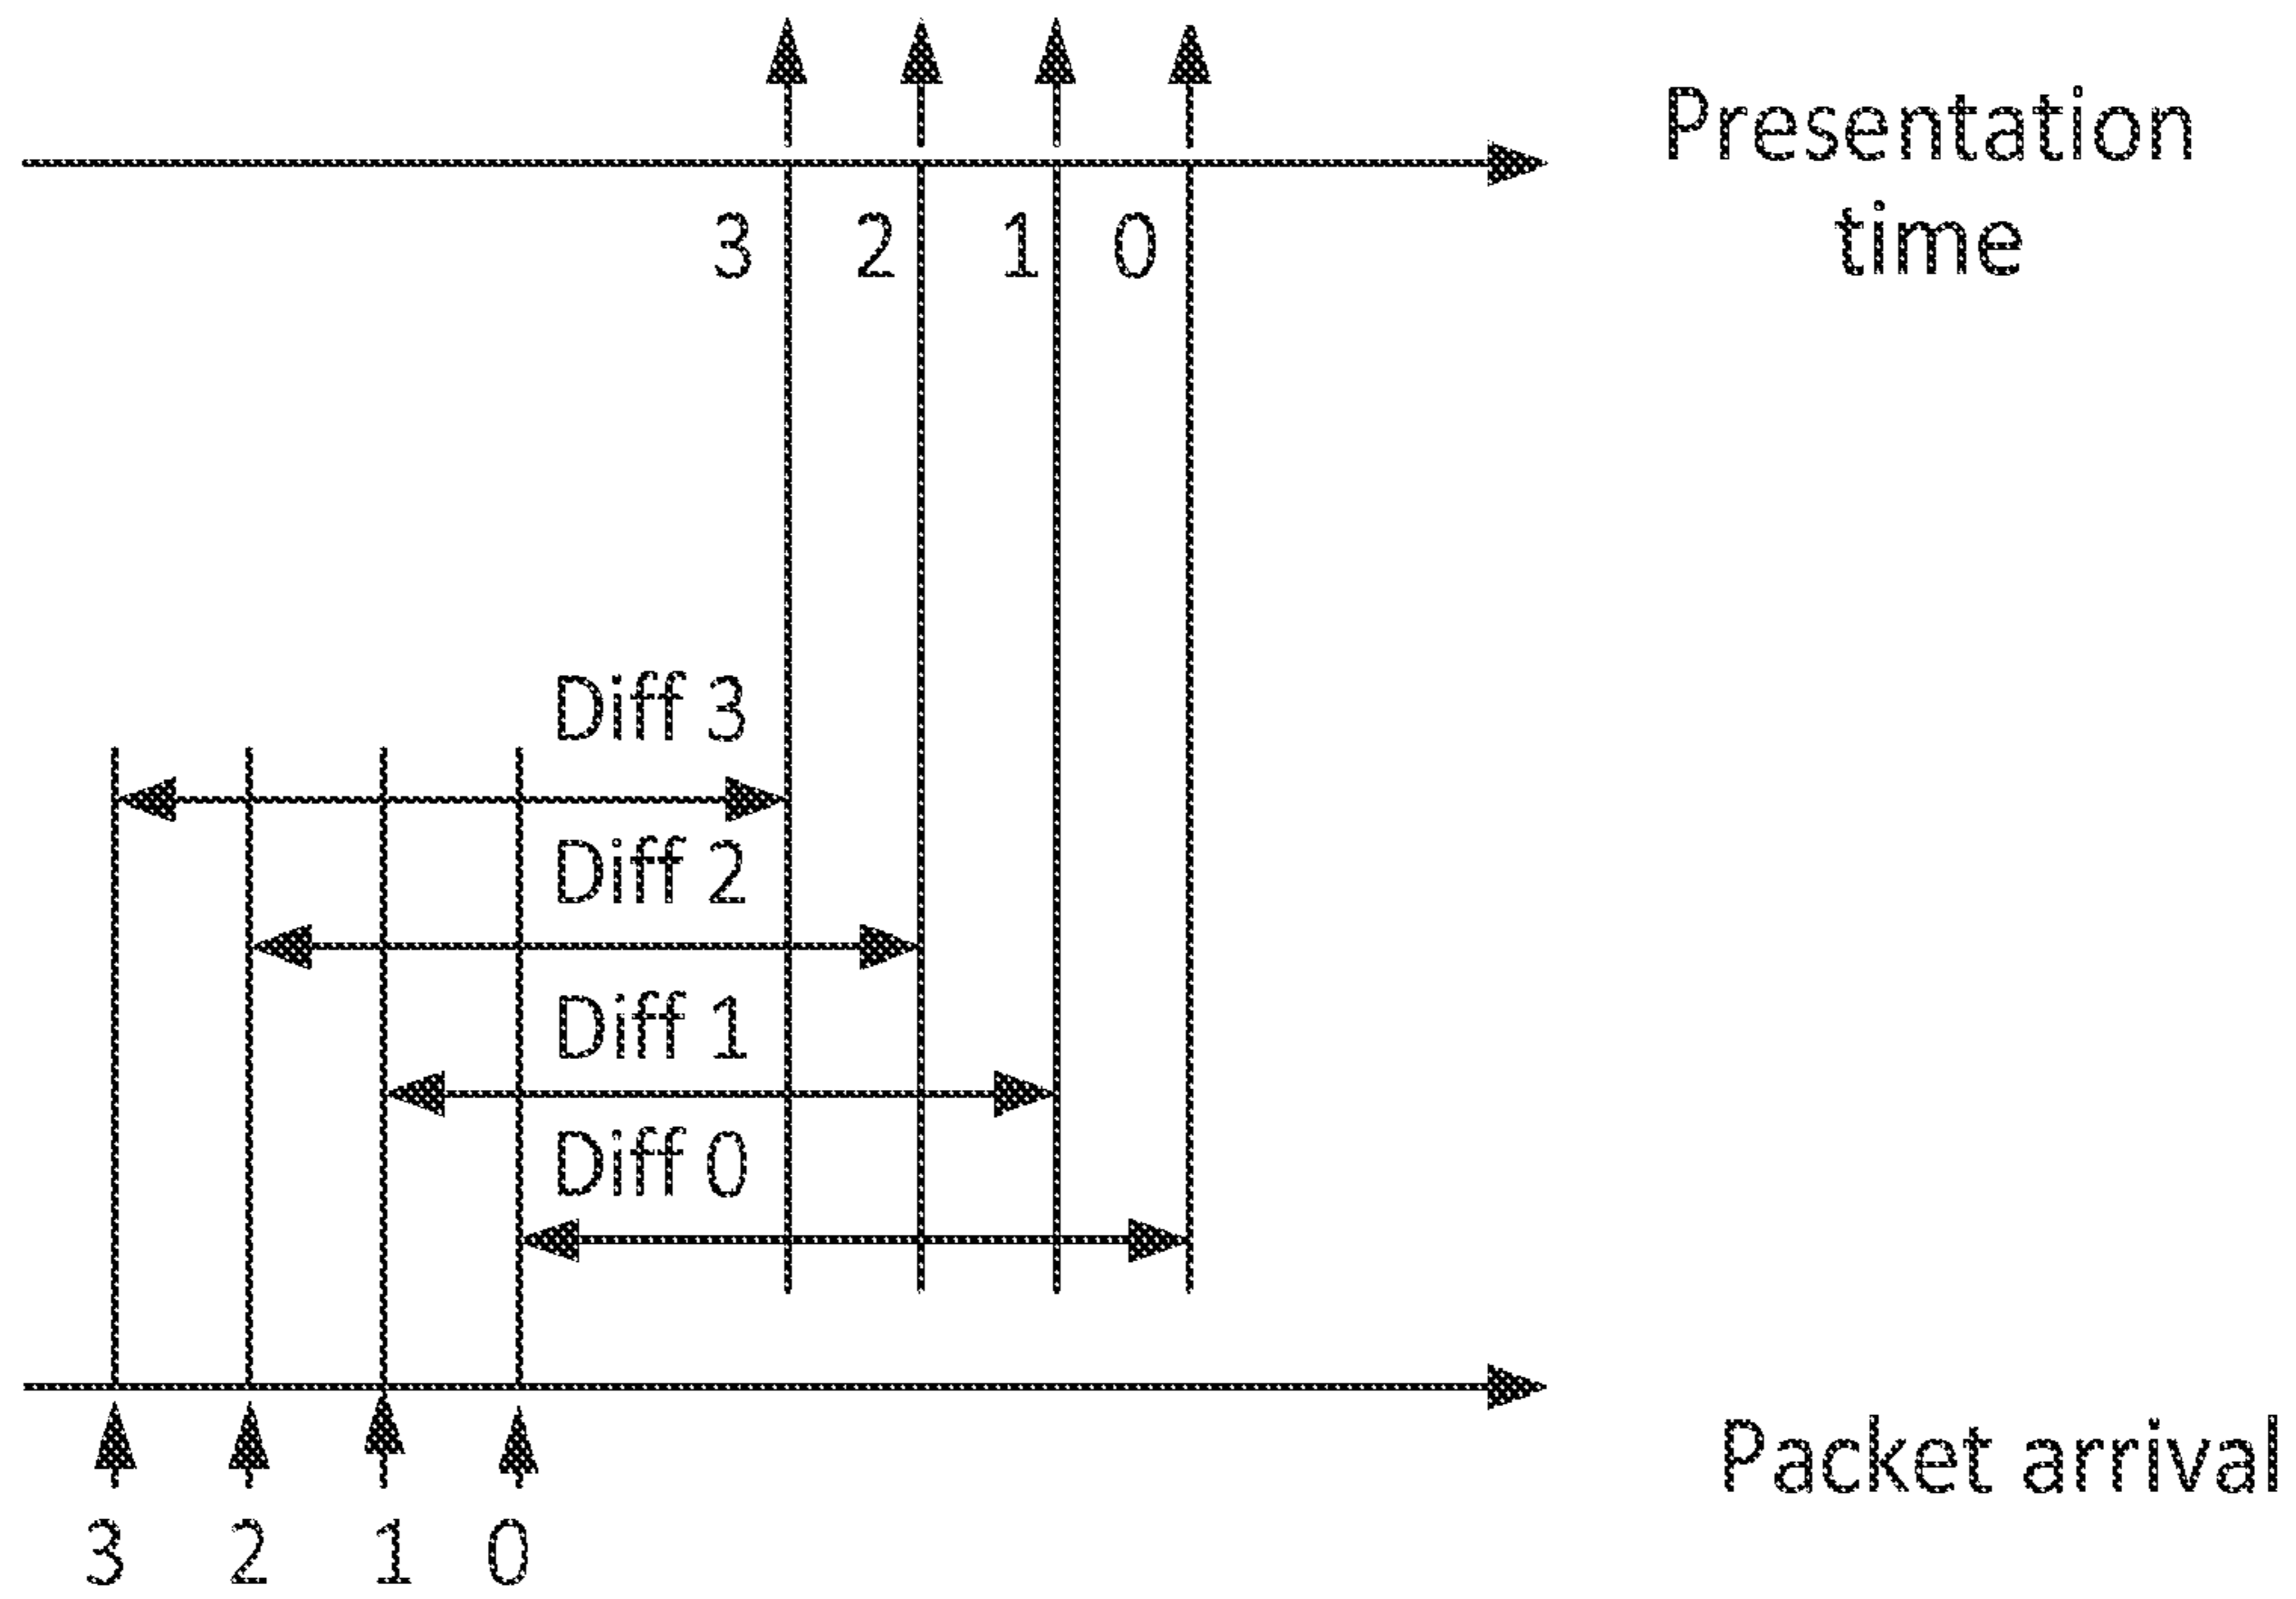 Presentation
time
3 2 1 0
Diff 3
Diff 2
Diff 1
Diff 0
Packet arrival
3 2 1 0